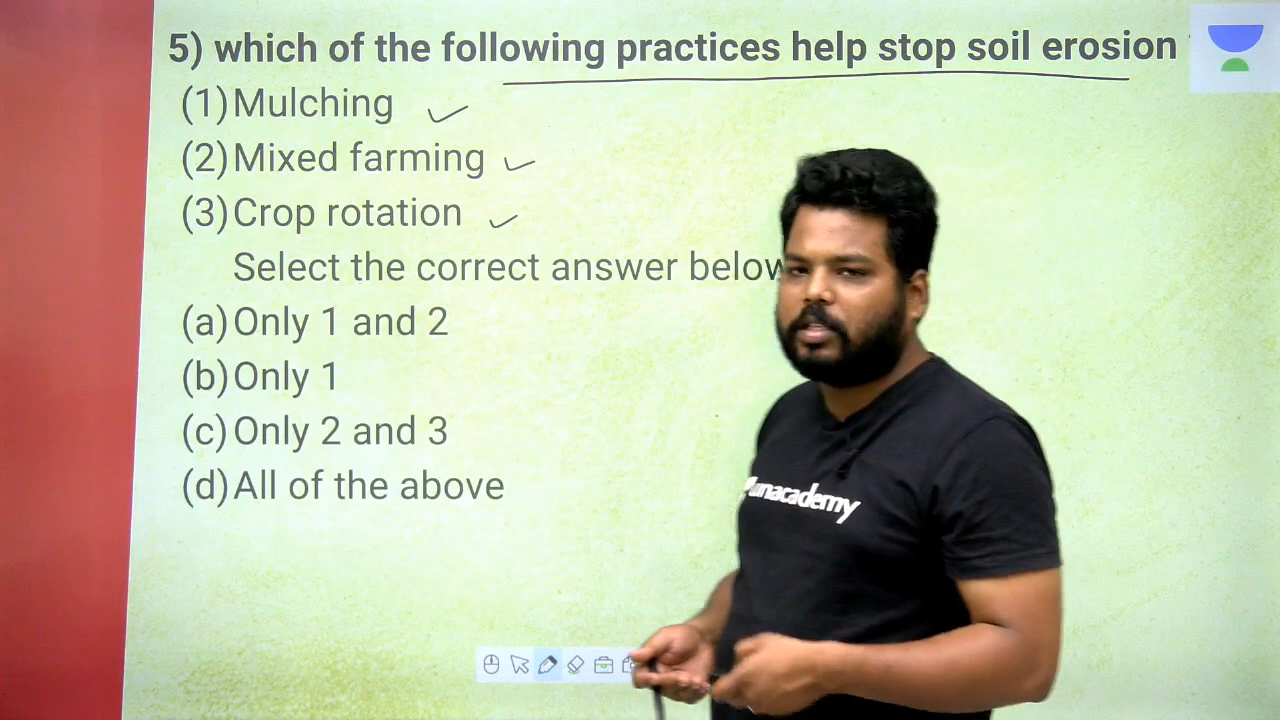 5) which of the following practices help stop soil erosion
(1) Mulching
(2) Mixed farming
(3) Crop rotation
Select the correct answer below
(a) Only 1 and 2
(b) Only 1
(c) Only 2 and 3
(d) All of the above
unacademy